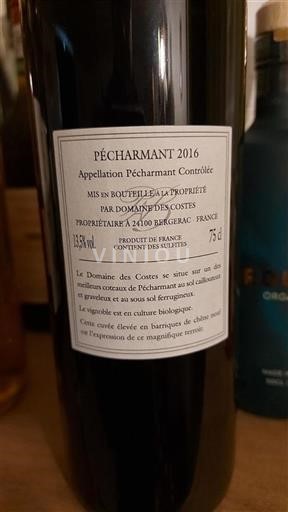 PÉCHARMANT 2016
Appellation Pécharmant Contrôlée
MIS EN BOUTEILLE A LA PROPRIÉTÉ
PAR DOMAINE DES COSTES
PROPRIÉTAIRE À 24100 BERGERAC - FRANCE
13,5%vol.
PRODUIT DE FRANCE
CONTIENT DES SULFITES
75 cl
VINIOU
Le Domaine des Costes se situe sur un des
meilleurs coteaux de Pécharmant au sol caillouteux
et graveleux et au sous sol ferrugineux.
Le vignoble est en culture biologique.
Cette cuvée élevée en barriques de chêne neuf
est l'expression de ce magnifique terroir.